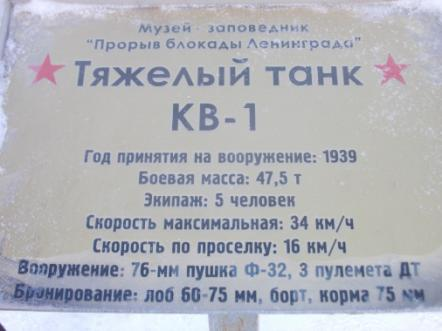 Музей - заповедник
"Прорыв блокады Ленинграда"
Тяжелый танк
КВ-1
Год принятия на вооружение: 1939
Боевая масса: 47,5 т
Экипаж: 5 человек
Скорость максимальная: 34 км/ч
Скорость по проселку: 16 км/ч
Вооружение: 76-мм пушка Ф-32, 3 пулемета ДТ
Бронирование: лоб 60-75 мм, борт, корма 75 мм